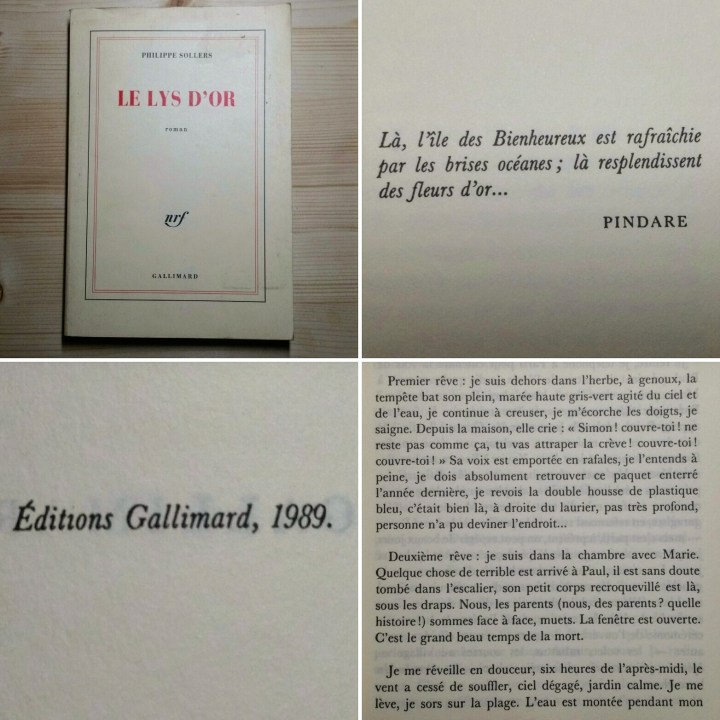 PHILIPPE SOLLERS
LE LYS D'OR
roman
nrf
GALLIMARD
Là, l'île des Bienheureux est rafraîchie
par les brises océanes ; là resplendissent
des fleurs d'or...
PINDARE
Éditions Gallimard, 1989.
Premier rêve : je suis dehors dans l'herbe, à genoux, la
tempête bat son plein, marée haute gris-vert agité du ciel et
de l'eau, je continue à creuser, je m'écorche les doigts, je
saigne. Depuis la maison, elle crie : « Simon ! couvre-toi ! ne
reste pas comme ça, tu vas attraper la crève ! couvre-toi !
couvre-toi ! » Sa voix est emportée en rafales, je l'entends à
peine, je dois absolument retrouver ce paquet enterré
l'année dernière, je revois la double housse de plastique
bleu, c'était bien là, à droite du laurier, pas très profond,
personne n'a pu deviner l'endroit...
Deuxième rêve : je suis dans la chambre avec Marie.
Quelque chose de terrible est arrivé à Paul, il est sans doute
tombé dans l'escalier, son petit corps recroquevillé est là,
sous les draps. Nous, les parents (nous, des parents ? quelle
histoire !) sommes face à face, muets. La fenêtre est ouverte.
C'est le grand beau temps de la mort.
Je me réveille en douceur, six heures de l'après-midi, le
vent a cessé de souffler, ciel dégagé, jardin calme. Je me
lève, je sors sur la plage. L'eau est montée pendant mon